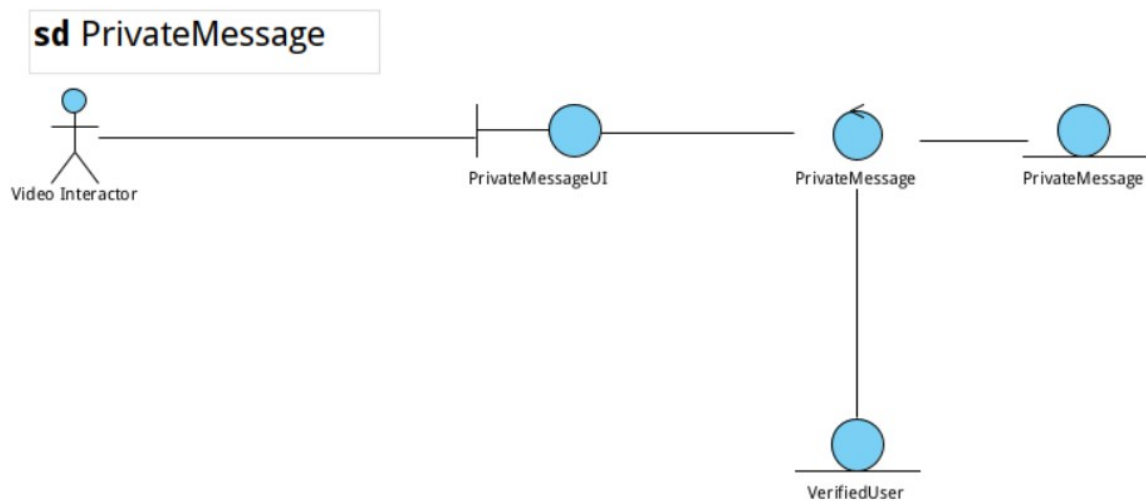 sd PrivateMessage
Video Interactor
PrivateMessageUI
PrivateMessage
PrivateMessage
VerifiedUser